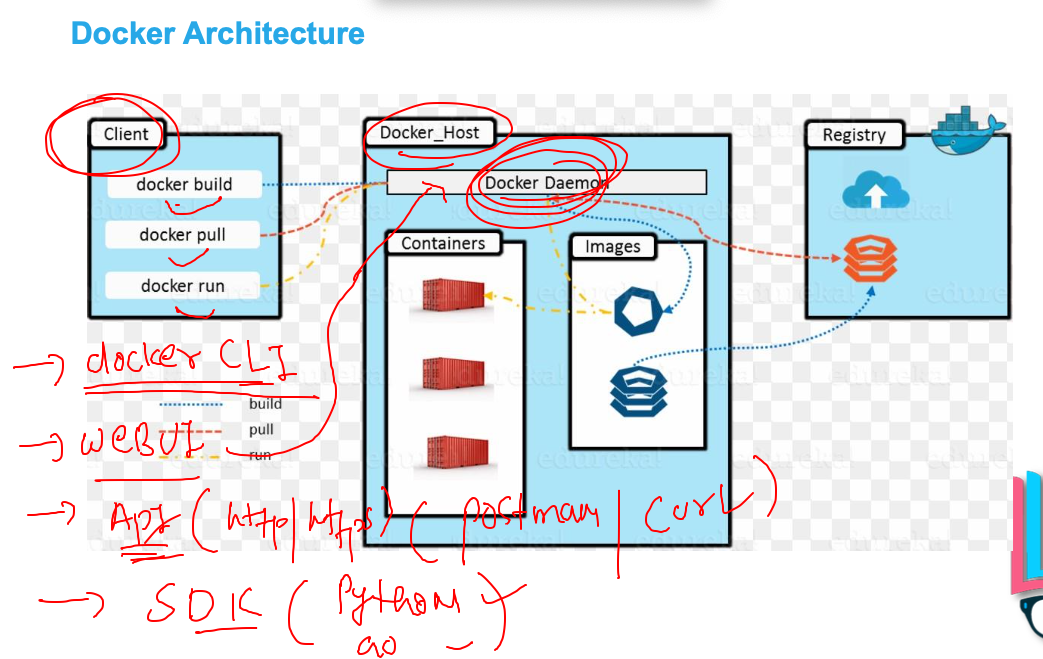 Docker Architecture
Client
Docker_Host
Registry
docker build
Docker Daemon
docker pull
Containers
Images
docker run
→ docker CLI
build
→ WEBUI
pull
run
→ API (http|https) (postman | curl)
→ SDK (Python
go)
edureka!